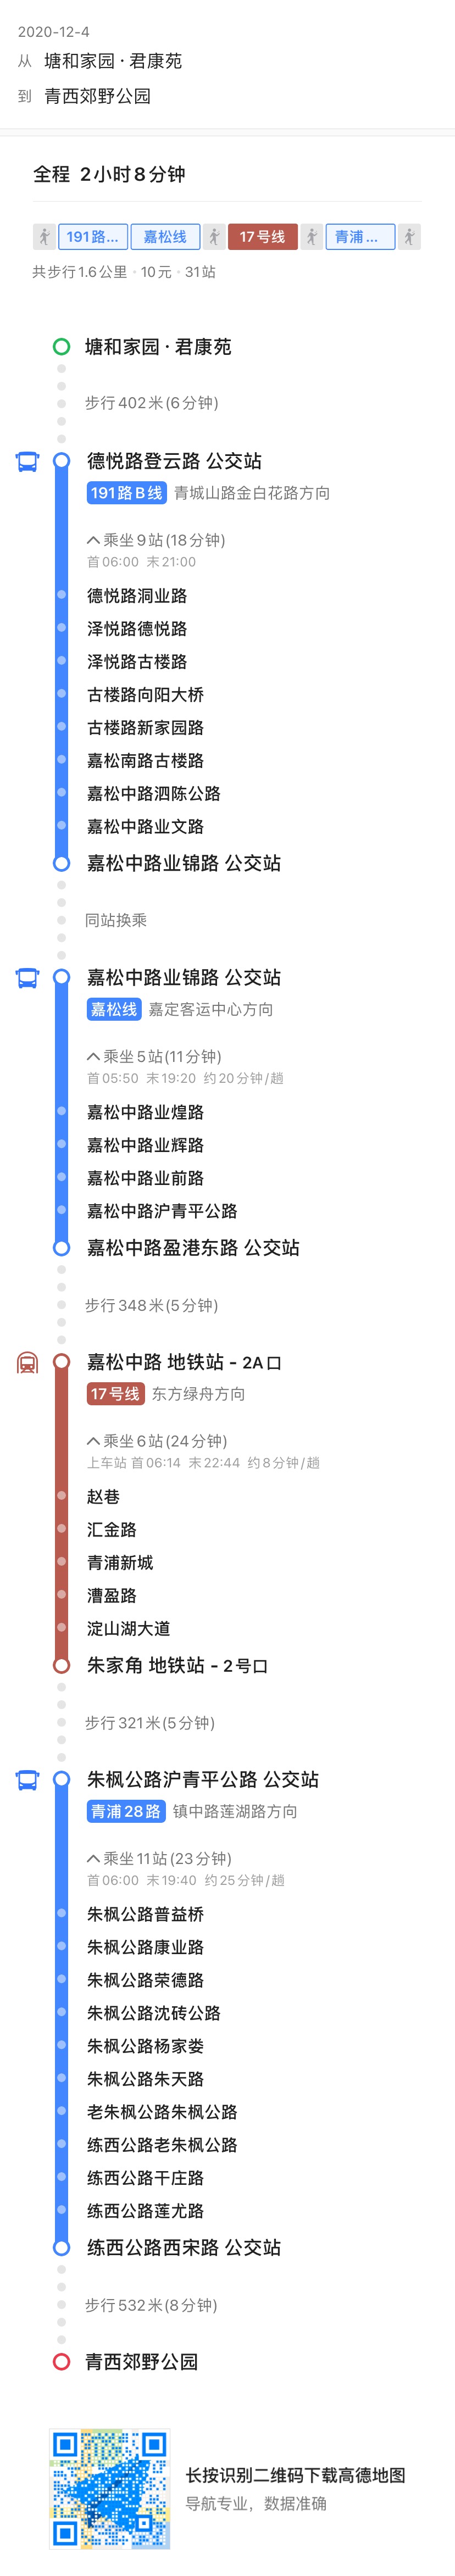 2020-12-4
从 塘和家园·君康苑
到 青西郊野公园
全程 2小时8分钟
191路... 嘉松线 17号线 青浦...
共步行1.6公里·10元·31站
塘和家园·君康苑
步行402米(6分钟)
德悦路登云路 公交站
191路B线 青城山路金白花路方向
乘坐9站(18分钟)
首06:00 末21:00
德悦路洞业路
泽悦路德悦路
泽悦路古楼路
古楼路向阳大桥
古楼路新家园路
嘉松南路古楼路
嘉松中路泗陈公路
嘉松中路业文路
嘉松中路业锦路 公交站
同站换乘
嘉松中路业锦路 公交站
嘉松线 嘉定客运中心方向
乘坐5站(11分钟)
首05:50 末19:20 约20分钟/趟
嘉松中路业煌路
嘉松中路业辉路
嘉松中路业前路
嘉松中路沪青平公路
嘉松中路盈港东路 公交站
步行348米(5分钟)
嘉松中路 地铁站 - 2A口
17号线 东方绿舟方向
乘坐6站(24分钟)
上车站 首06:14 末22:44 约8分钟/趟
赵巷
汇金路
青浦新城
漕盈路
淀山湖大道
朱家角 地铁站 - 2号口
步行321米(5分钟)
朱枫公路沪青平公路 公交站
青浦28路 镇中路莲湖路方向
乘坐11站(23分钟)
首06:00 末19:40 约25分钟/趟
朱枫公路普益桥
朱枫公路康业路
朱枫公路荣德路
朱枫公路沈砖公路
朱枫公路杨家娄
朱枫公路朱天路
老朱枫公路朱枫公路
练西公路老朱枫公路
练西公路干庄路
练西公路莲尤路
练西公路西宋路 公交站
步行532米(8分钟)
青西郊野公园
长按识别二维码下载高德地图
导航专业，数据准确